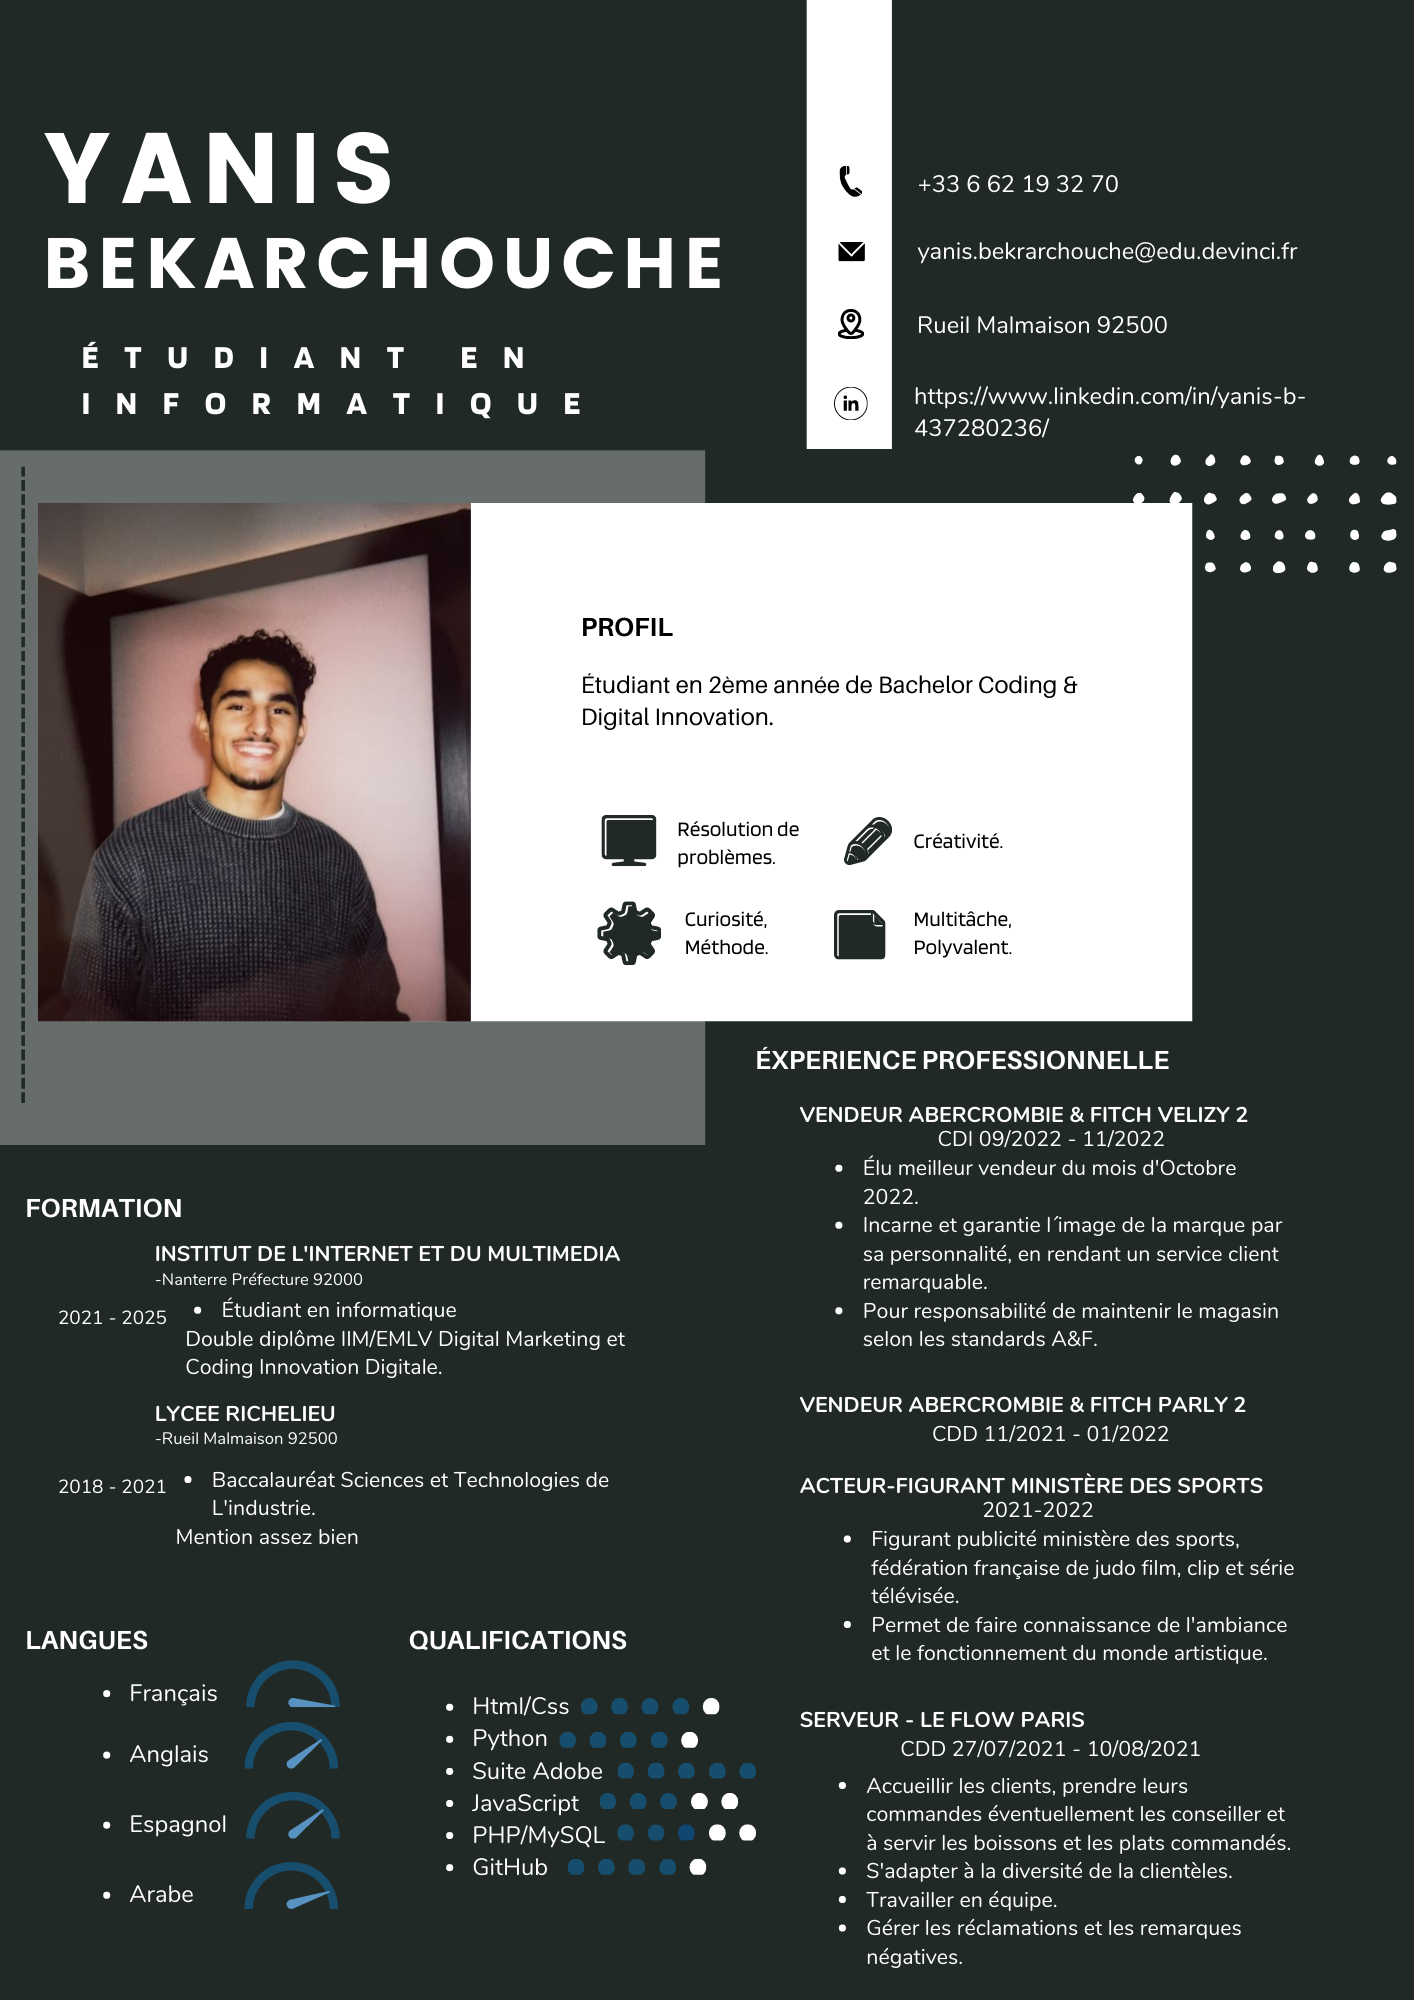 YANIS
BEKARCHOUCHE
ÉTUDIANT EN
INFORMATIQUE
+33 6 62 19 32 70
yanis.bekrarchouche@edu.devinci.fr
Rueil Malmaison 92500
in
https://www.linkedin.com/in/yanis-b-
437280236/
PROFIL
Étudiant en 2ème année de Bachelor Coding &
Digital Innovation.
Résolution de
problèmes.
Créativité.
Curiosité,
Méthode.
Multitâche,
Polyvalent.
FORMATION
INSTITUT DE L'INTERNET ET DU MULTIMEDIA
-Nanterre Préfecture 92000
2021 - 2025
• Étudiant en informatique
Double diplôme IIM/EMLV Digital Marketing et
Coding Innovation Digitale.
LYCEE RICHELIEU
-Rueil Malmaison 92500
2018 - 2021
• Baccalauréat Sciences et Technologies de
L'industrie.
Mention assez bien
LANGUES
• Français
• Anglais
• Espagnol
• Arabe
QUALIFICATIONS
• Html/Css
• Python
• Suite Adobe
• JavaScript
• PHP/MySQL
• GitHub
ÉXPERIENCE PROFESSIONNELLE
VENDEUR ABERCROMBIE & FITCH VELIZY 2
CDI 09/2022 - 11/2022
• Élu meilleur vendeur du mois d'Octobre
2022.
• Incarne et garantie l´image de la marque par
sa personnalité, en rendant un service client
remarquable.
• Pour responsabilité de maintenir le magasin
selon les standards A&F.
VENDEUR ABERCROMBIE & FITCH PARLY 2
CDD 11/2021 - 01/2022
ACTEUR-FIGURANT MINISTÈRE DES SPORTS
2021-2022
• Figurant publicité ministère des sports,
fédération française de judo film, clip et série
télévisée.
• Permet de faire connaissance de l'ambiance
et le fonctionnement du monde artistique.
SERVEUR - LE FLOW PARIS
CDD 27/07/2021 - 10/08/2021
• Accueillir les clients, prendre leurs
commandes éventuellement les conseiller et
à servir les boissons et les plats commandés.
• S'adapter à la diversité de la clientèles.
• Travailler en équipe.
• Gérer les réclamations et les remarques
négatives.